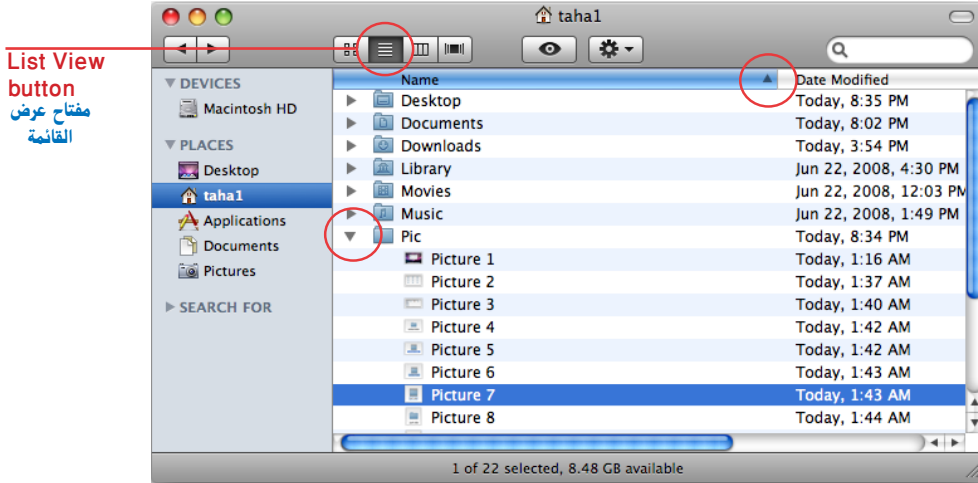 taha1
List View
button
مفتاح عرض
القائمة
DEVICES
Macintosh HD
PLACES
Desktop
taha1
Applications
Documents
Pictures
SEARCH FOR
Name Date Modified
Desktop Today, 8:35 PM
Documents Today, 8:02 PM
Downloads Today, 3:54 PM
Library Jun 22, 2008, 4:30 PM
Movies Jun 22, 2008, 12:03 PM
Music Jun 22, 2008, 1:49 PM
Pic Today, 8:34 PM
Picture 1 Today, 1:16 AM
Picture 2 Today, 1:37 AM
Picture 3 Today, 1:40 AM
Picture 4 Today, 1:42 AM
Picture 5 Today, 1:42 AM
Picture 6 Today, 1:43 AM
Picture 7 Today, 1:43 AM
Picture 8 Today, 1:44 AM
1 of 22 selected, 8.48 GB available